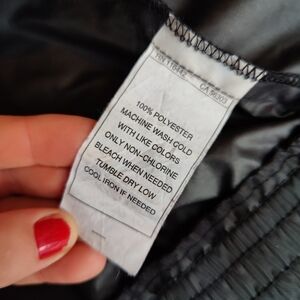 100% POLYESTER
MACHINE WASH COLD
WITH LIKE COLORS
ONLY NON-CHLORINE
BLEACH WHEN NEEDED
TUMBLE DRY LOW
COOL IRON IF NEEDED